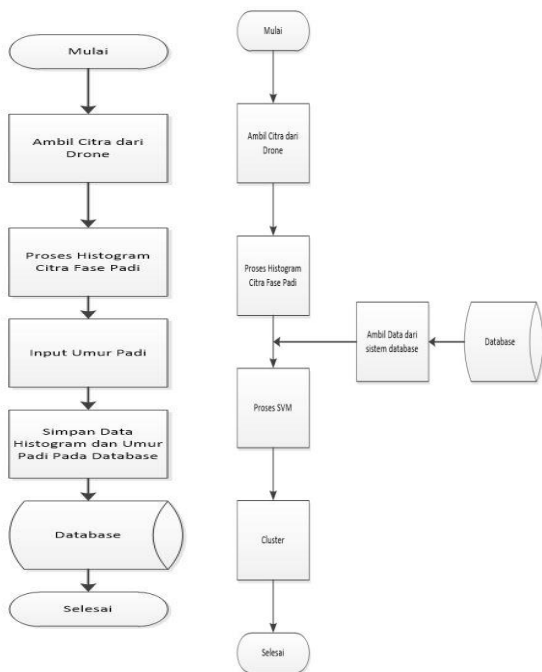 Mulai
Ambil Citra dari
Drone
Proses Histogram
Citra Fase Padi
Input Umur Padi
Simpan Data
Histogram dan Umur
Padi Pada Database
Database
Selesai
Mulai
Ambil Citra dari
Drone
Proses Histogram
Citra Fase Padi
Ambil Data dari
sistem database
Database
Proses SVM
Cluster
Selesai